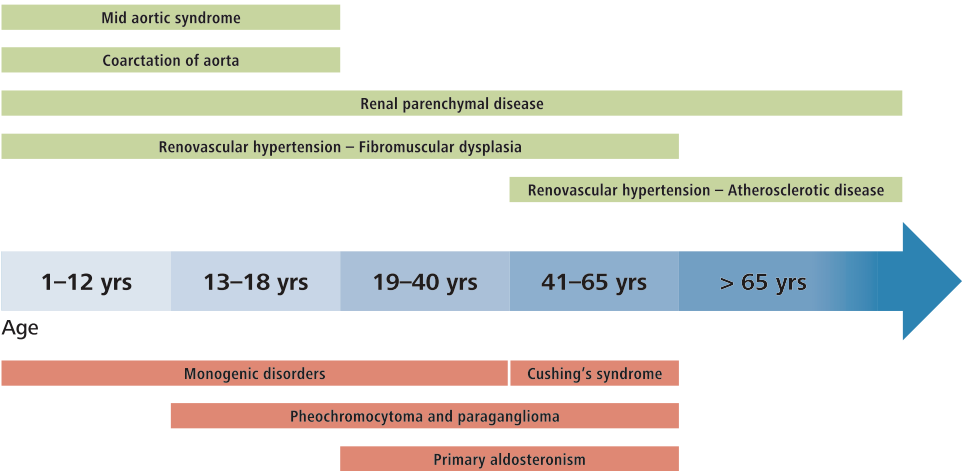 Mid aortic syndrome
Coarctation of aorta
Renal parenchymal disease
Renovascular hypertension – Fibromuscular dysplasia
Renovascular hypertension – Atherosclerotic disease
1–12 yrs 13–18 yrs 19–40 yrs 41–65 yrs > 65 yrs
Age
Monogenic disorders Cushing’s syndrome
Pheochromocytoma and paraganglioma
Primary aldosteronism